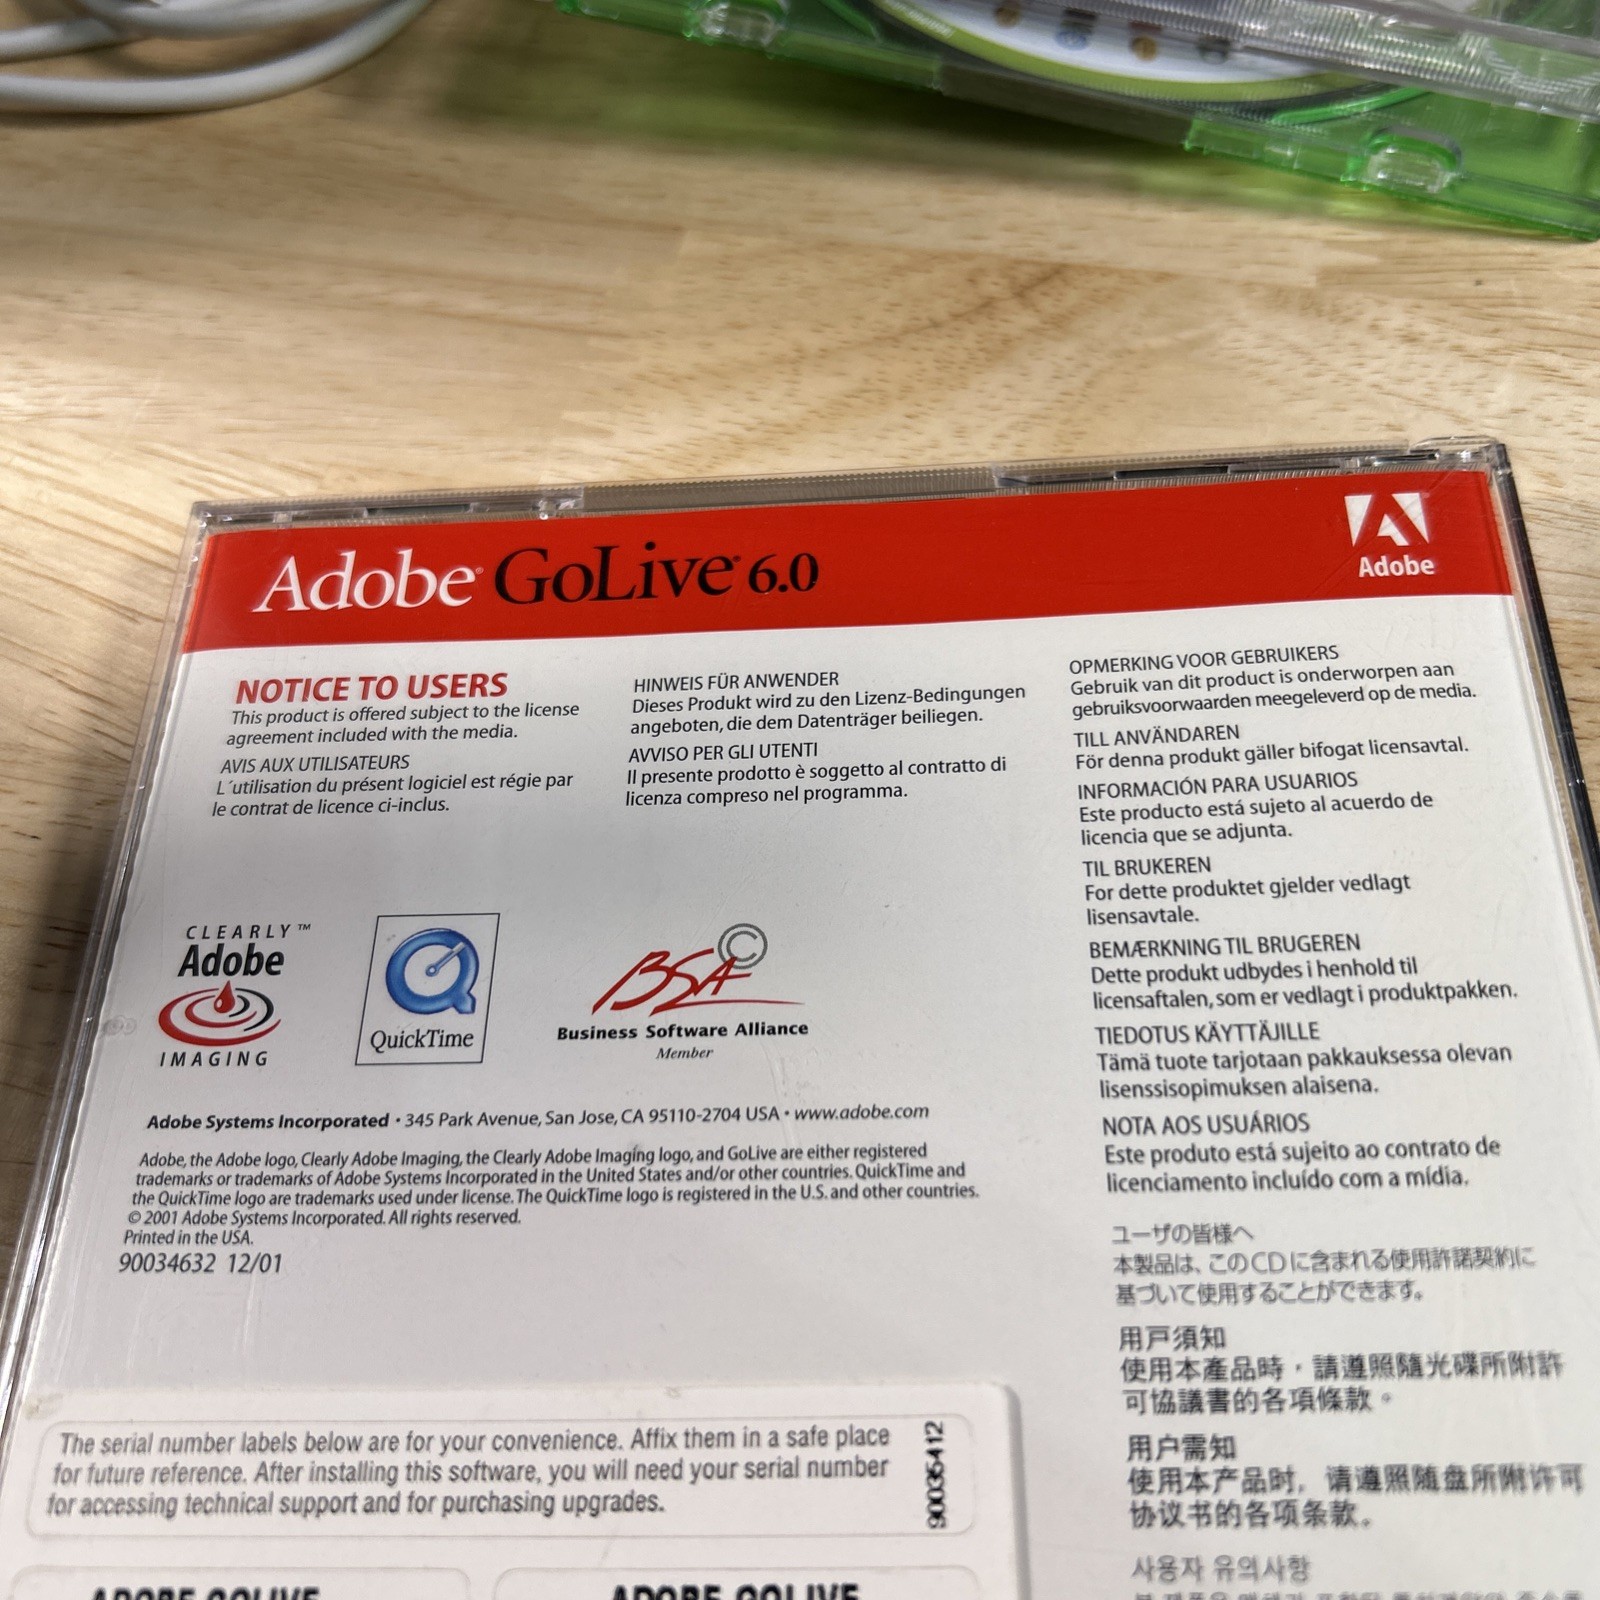 Adobe® GoLive® 6.0
Adobe
NOTICE TO USERS
This product is offered subject to the license
agreement included with the media.
AVIS AUX UTILISATEURS
L´utilisation du présent logiciel est régie par
le contrat de licence ci-inclus.
HINWEIS FÜR ANWENDER
Dieses Produkt wird zu den Lizenz-Bedingungen
angeboten, die dem Datenträger beiliegen.
AVVISO PER GLI UTENTI
Il presente prodotto è soggetto al contratto di
licenza compreso nel programma.
OPMERKING VOOR GEBRUIKERS
Gebruik van dit product is onderworpen aan
gebruiksvoorwaarden meegeleverd op de media.
TILL ANVÄNDAREN
För denna produkt gäller bifogat licensavtal.
INFORMACIÓN PARA USUARIOS
Este producto está sujeto al acuerdo de
licencia que se adjunta.
TIL BRUKEREN
For dette produktet gjelder vedlagt
lisensavtale.
BEMÆRKNING TIL BRUGEREN
Dette produkt udbydes i henhold til
licensaftalen, som er vedlagt i produktpakken.
TIEDOTUS KÄYTTÄJILLE
Tämä tuote tarjotaan pakkauksessa olevan
lisenssisopimuksen alaisena.
NOTA AOS USUÁRIOS
Este produto está sujeito ao contrato de
licenciamento incluído com a mídia.
ユーザの皆様へ
本製品は、このCDに含まれる使用許諾契約に
基づいて使用することができます。
用戸須知
使用本產品時，請遵照隨光碟所附許
可協議書的各項條款。
用户需知
使用本产品时，请遵照随盘所附许可
协议书的各项条款。
사용자 유의사항
CLEARLY™
Adobe
IMAGING
QuickTime
BSA©
Business Software Alliance
Member
Adobe Systems Incorporated • 345 Park Avenue, San Jose, CA 95110-2704 USA • www.adobe.com
Adobe, the Adobe logo, Clearly Adobe Imaging, the Clearly Adobe Imaging logo, and GoLive are either registered
trademarks or trademarks of Adobe Systems Incorporated in the United States and/or other countries. QuickTime and
the QuickTime logo are trademarks used under license. The QuickTime logo is registered in the U.S. and other countries.
© 2001 Adobe Systems Incorporated. All rights reserved.
Printed in the USA.
90034632 12/01
The serial number labels below are for your convenience. Affix them in a safe place
for future reference. After installing this software, you will need your serial number
for accessing technical support and for purchasing upgrades.
90035412
ADOBE GOLIVE
ADOBE GOLIVE